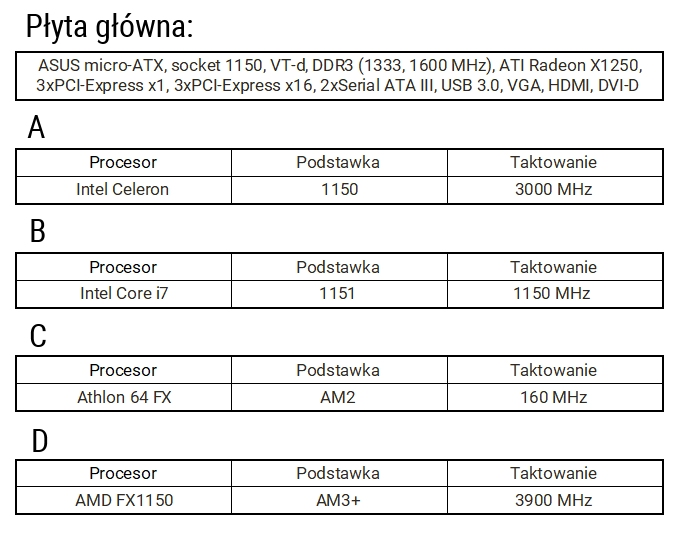 Płyta główna:
ASUS micro-ATX, socket 1150, VT-d, DDR3 (1333, 1600 MHz), ATI Radeon X1250,
3xPCI-Express x1, 3xPCI-Express x16, 2xSerial ATA III, USB 3.0, VGA, HDMI, DVI-D
A
Procesor Podstawka Taktowanie
Intel Celeron 1150 3000 MHz
B
Procesor Podstawka Taktowanie
Intel Core i7 1151 1150 MHz
C
Procesor Podstawka Taktowanie
Athlon 64 FX AM2 160 MHz
D
Procesor Podstawka Taktowanie
AMD FX1150 AM3+ 3900 MHz